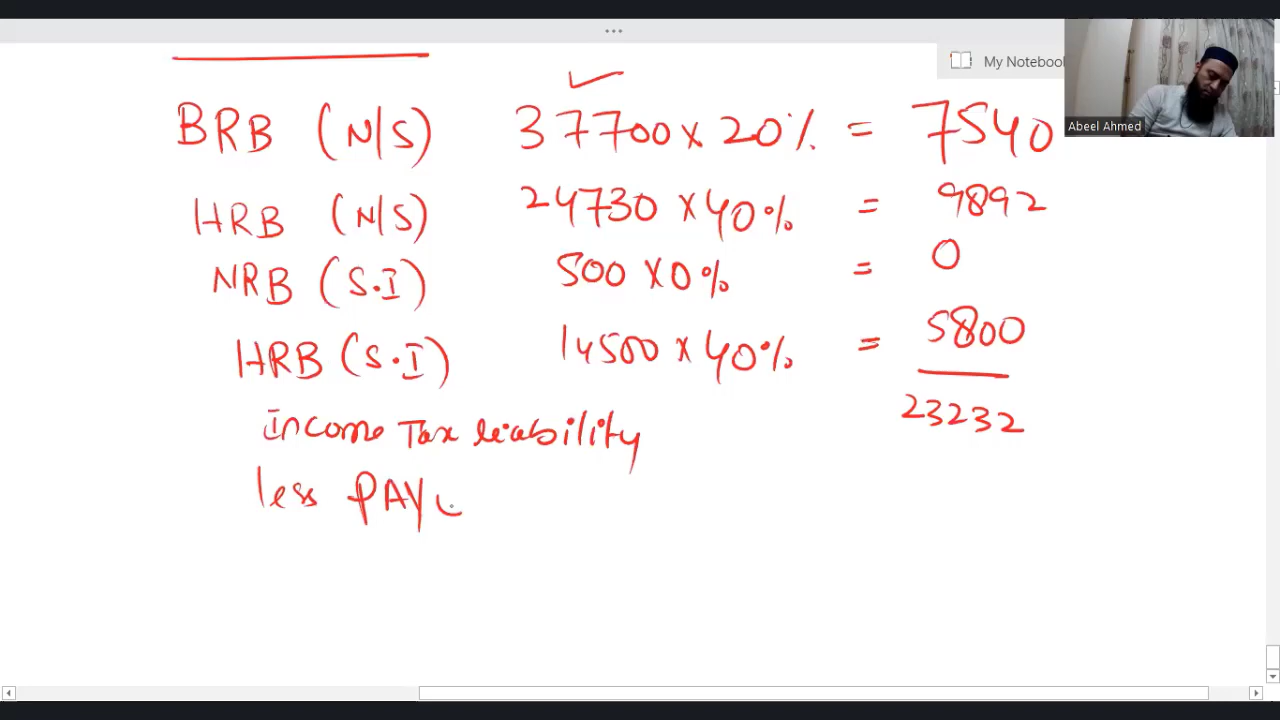 My Notebook
Abeel Ahmed
BRB (N/S) 37700 x 20% = 7540
HRB (N/S) 24730 x 40% = 9892
NRB (S.I) 500 x 0% = 0
HRB (S.I) 14500 x 40% = 5800
23232
Income Tax liability
less PAY